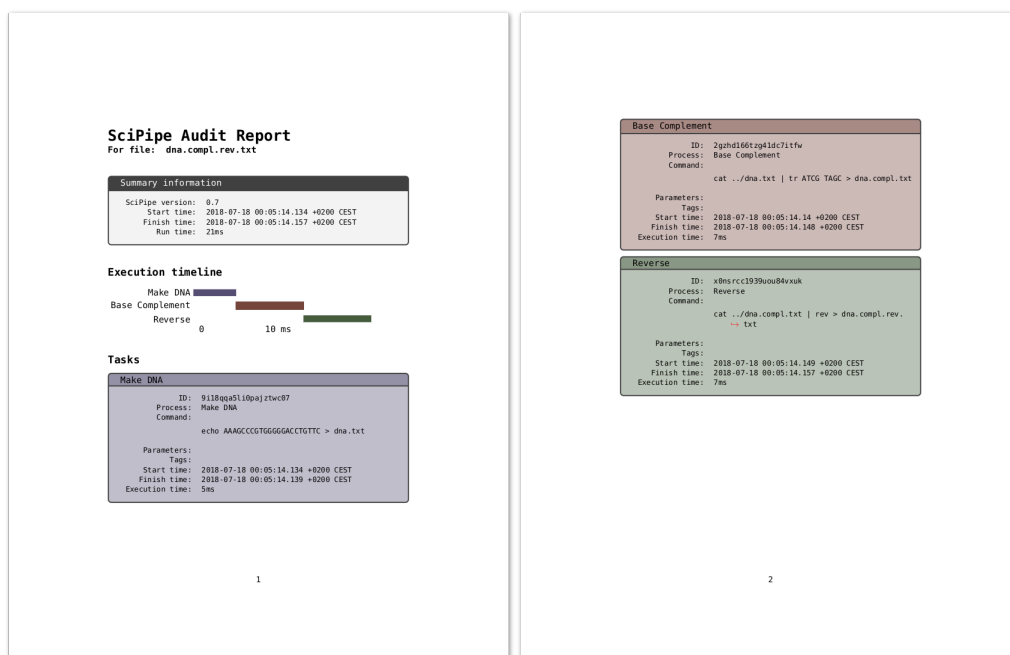 SciPipe Audit Report
For file: dna.compl.rev.txt
Summary information
SciPipe version: 0.7
Start time: 2018-07-18 00:05:14.134 +0200 CEST
Finish time: 2018-07-18 00:05:14.157 +0200 CEST
Run time: 21ms
Execution timeline
Make DNA
Base Complement
Reverse
0 10 ms
Tasks
Make DNA
ID: 9i18qqa5li0pajztwc07
Process: Make DNA
Command:
echo AAAGCCCGTGGGGGACCTGTTC > dna.txt
Parameters:
Tags:
Start time: 2018-07-18 00:05:14.134 +0200 CEST
Finish time: 2018-07-18 00:05:14.139 +0200 CEST
Execution time: 5ms
1
Base Complement
ID: 2gzhd166tzg41dc7itfw
Process: Base Complement
Command:
cat ../dna.txt | tr ATCG TAGC > dna.compl.txt
Parameters:
Tags:
Start time: 2018-07-18 00:05:14.14 +0200 CEST
Finish time: 2018-07-18 00:05:14.148 +0200 CEST
Execution time: 7ms
Reverse
ID: x0nsrcc1939uou84vxuk
Process: Reverse
Command:
cat ../dna.compl.txt | rev > dna.compl.rev.
↪ txt
Parameters:
Tags:
Start time: 2018-07-18 00:05:14.149 +0200 CEST
Finish time: 2018-07-18 00:05:14.157 +0200 CEST
Execution time: 7ms
2